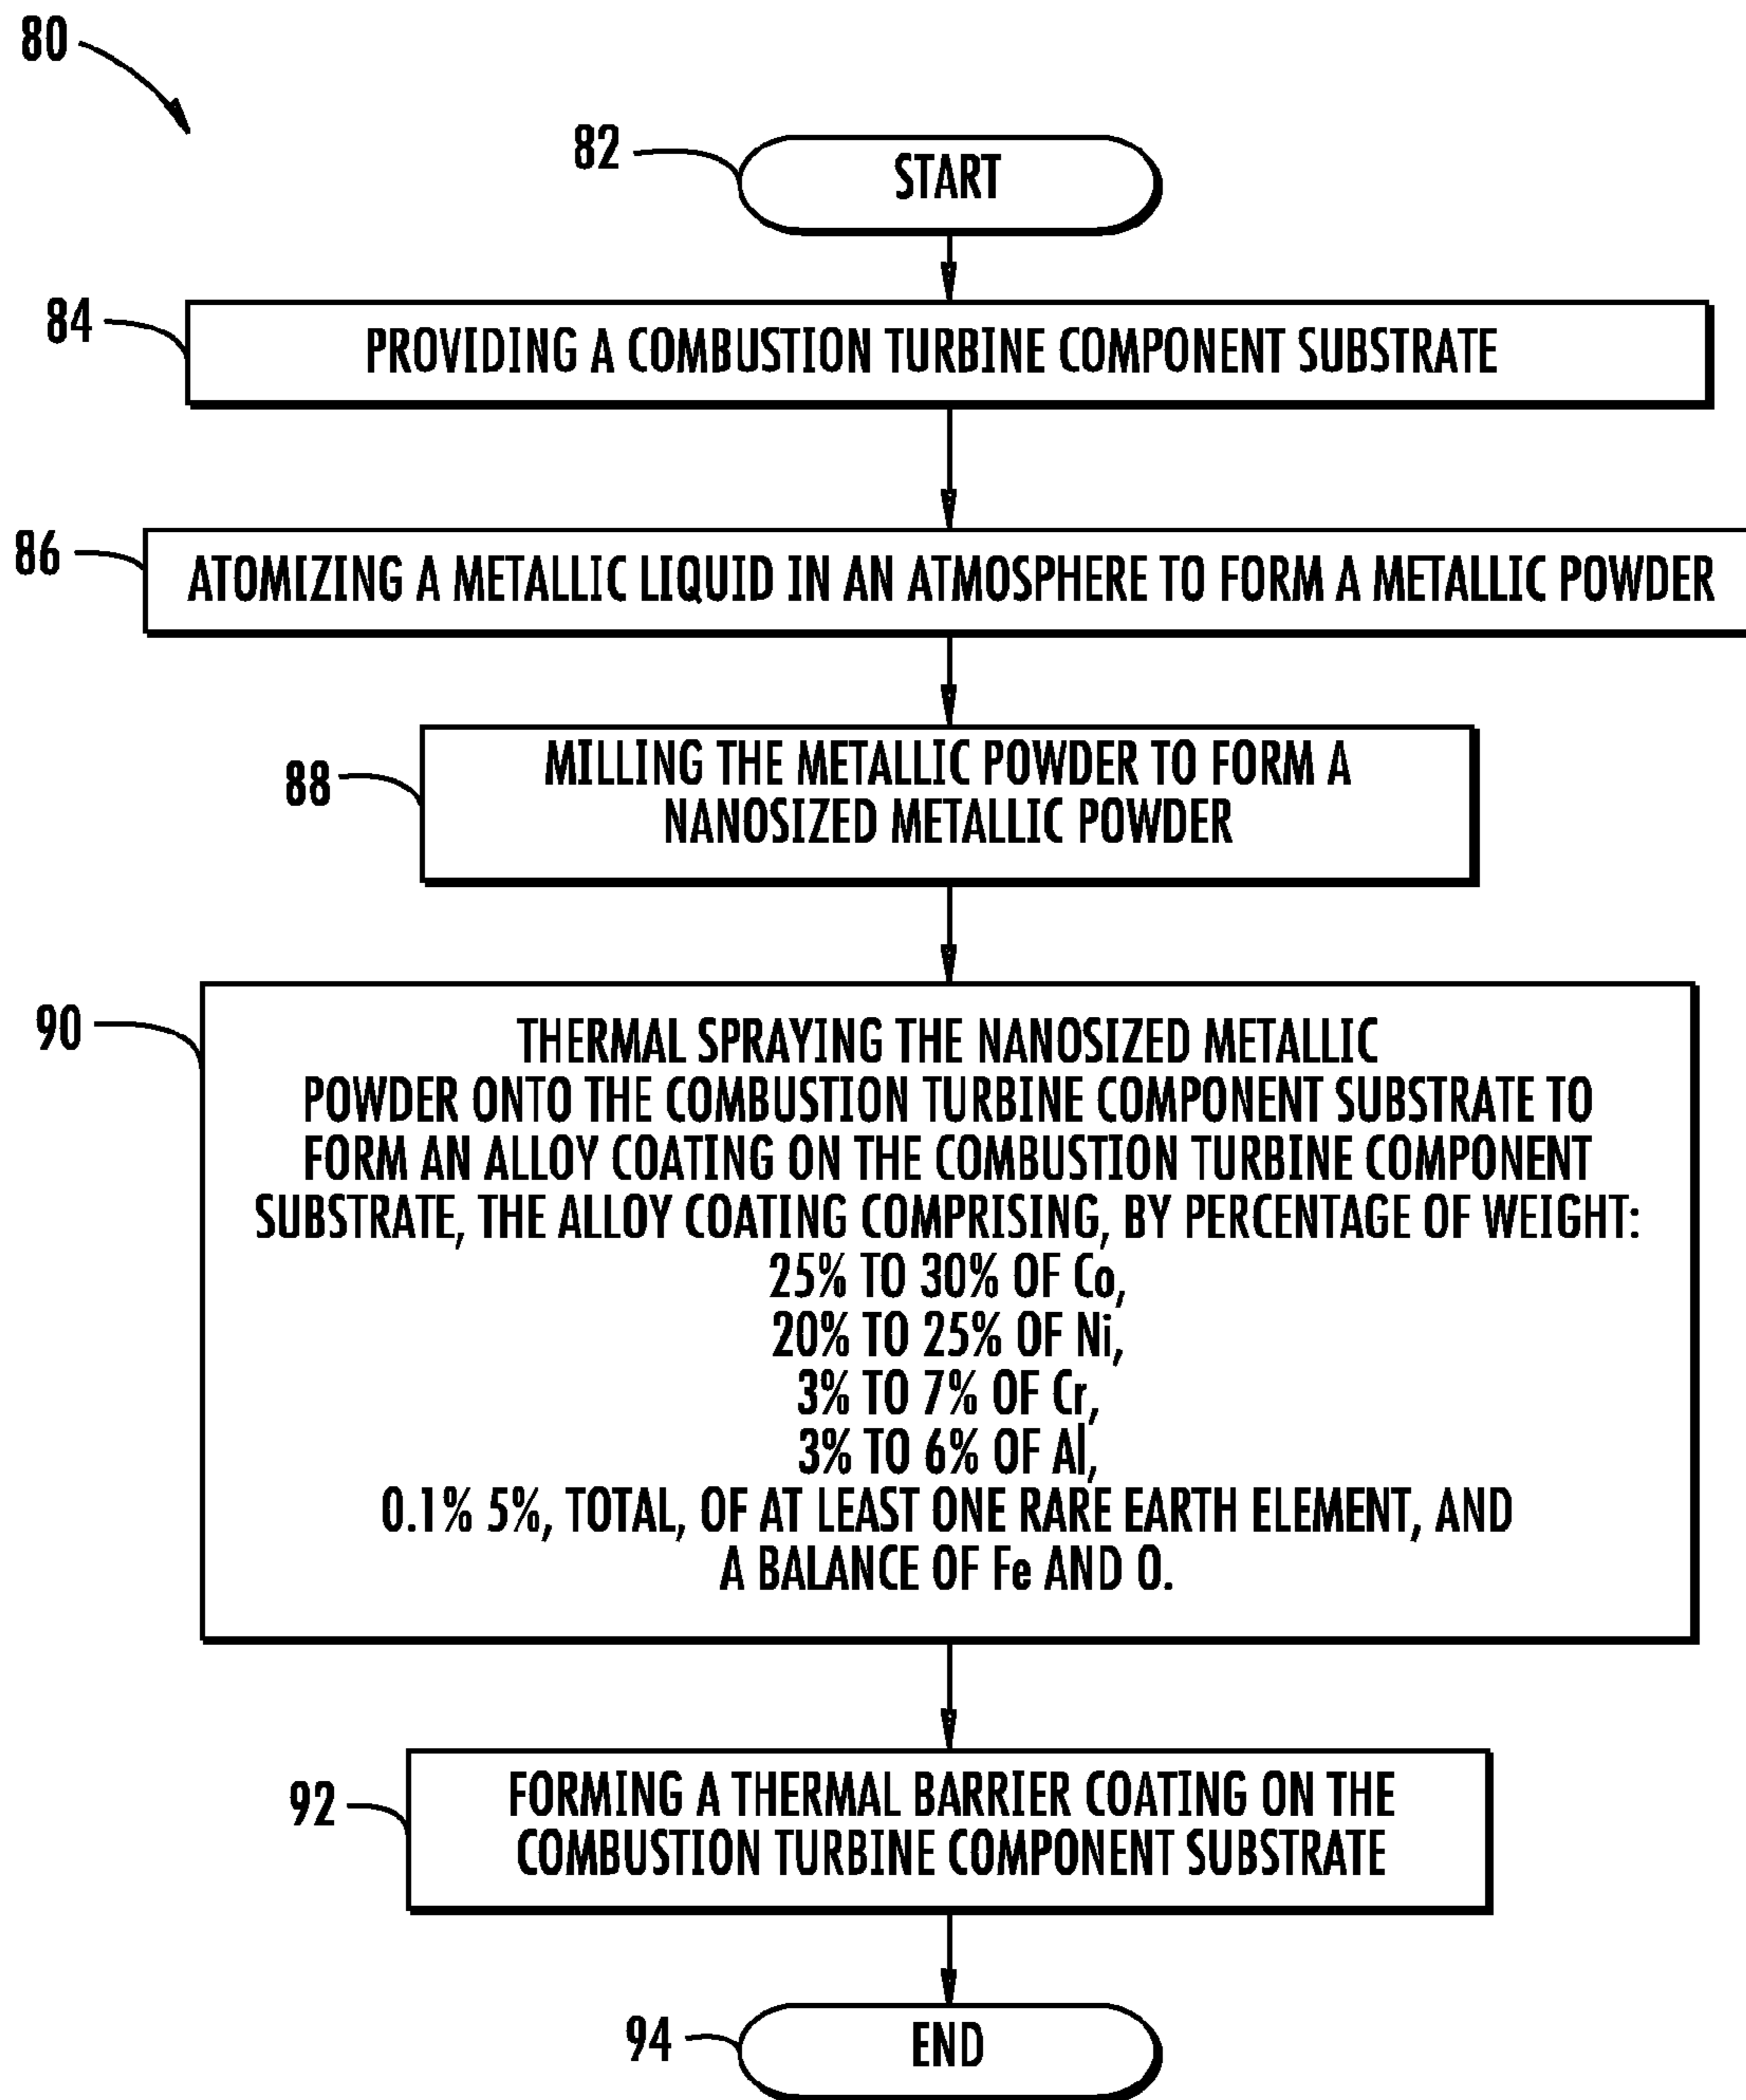 80
82
START
84
PROVIDING A COMBUSTION TURBINE COMPONENT SUBSTRATE
86
ATOMIZING A METALLIC LIQUID IN AN ATMOSPHERE TO FORM A METALLIC POWDER
88
MILLING THE METALLIC POWDER TO FORM A
NANOSIZED METALLIC POWDER
90
THERMAL SPRAYING THE NANOSIZED METALLIC
POWDER ONTO THE COMBUSTION TURBINE COMPONENT SUBSTRATE TO
FORM AN ALLOY COATING ON THE COMBUSTION TURBINE COMPONENT
SUBSTRATE, THE ALLOY COATING COMPRISING, BY PERCENTAGE OF WEIGHT:
25% TO 30% OF Co,
20% TO 25% OF Ni,
3% TO 7% OF Cr,
3% TO 6% OF Al,
0.1% 5%, TOTAL, OF AT LEAST ONE RARE EARTH ELEMENT, AND
A BALANCE OF Fe AND O.
92
FORMING A THERMAL BARRIER COATING ON THE
COMBUSTION TURBINE COMPONENT SUBSTRATE
94
END